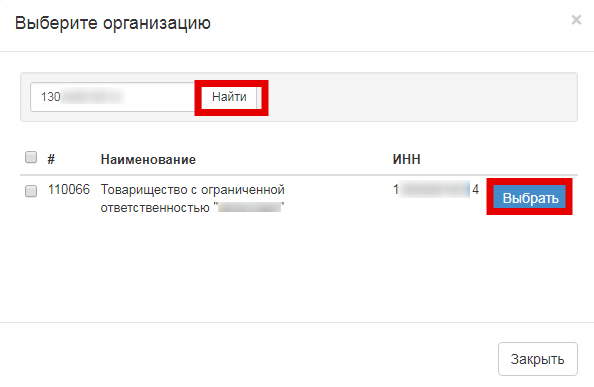 Выберите организацию
×
130
Найти
# Наименование ИНН
110066 Товарищество с ограниченной 1 4 Выбрать
ответственностью " "
Закрыть